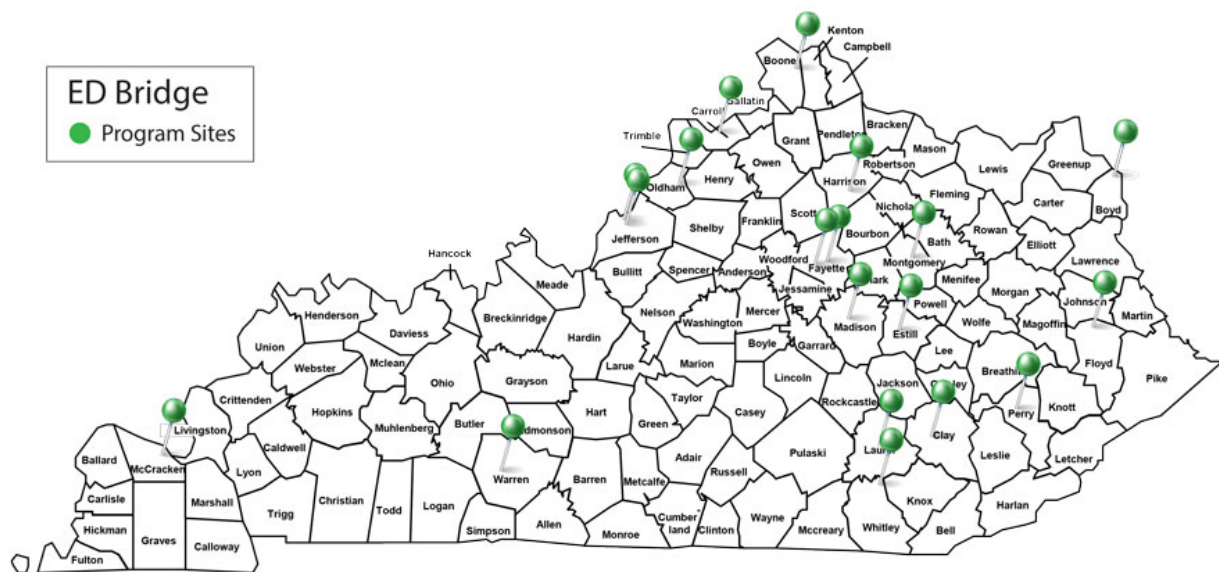 ED Bridge
Program Sites
Kenton
Campbell
Boone
Carroll
Trimble
Grant
Pendleton
Bracken
Mason
Owen
Robertson
Lewis
Greenup
Oldham
Henry
Harrison
Fleming
Carter
Boyd
Scott
Nichola
Rowan
Jefferson
Shelby
Franklin
Bourbon
Bath
Elliott
Lawrence
Hancock
Meade
Bullitt
Spencer
Anderson
Woodford
Fayette
Montgomery
Menifee
Morgan
Johnson
Martin
Henderson
Daviess
Breckinridge
Hardin
Nelson
Washington
Mercer
Jessamine
Madison
Estill
Powell
Wolfe
Magoffin
Floyd
Pike
Union
Webster
Mclean
Ohio
Grayson
Larue
Marion
Boyle
Garrard
Lee
Lincoln
Jackson
Knott
Crittenden
Hopkins
Muhlenberg
Butler
Hart
Green
Taylor
Casey
Rockcastle
Perry
Livingston
Caldwell
Clay
Leslie
Letcher
Ballard
McCracken
Lyon
Warren
Barren
Metcalfe
Adair
Russell
Pulaski
Carlisle
Marshall
Trigg
Christian
Todd
Logan
Knox
Harlan
Hickman
Graves
Calloway
Simpson
Allen
Monroe
Cumber
land
Clinton
Wayne
Mccreary
Whitley
Bell
Fulton